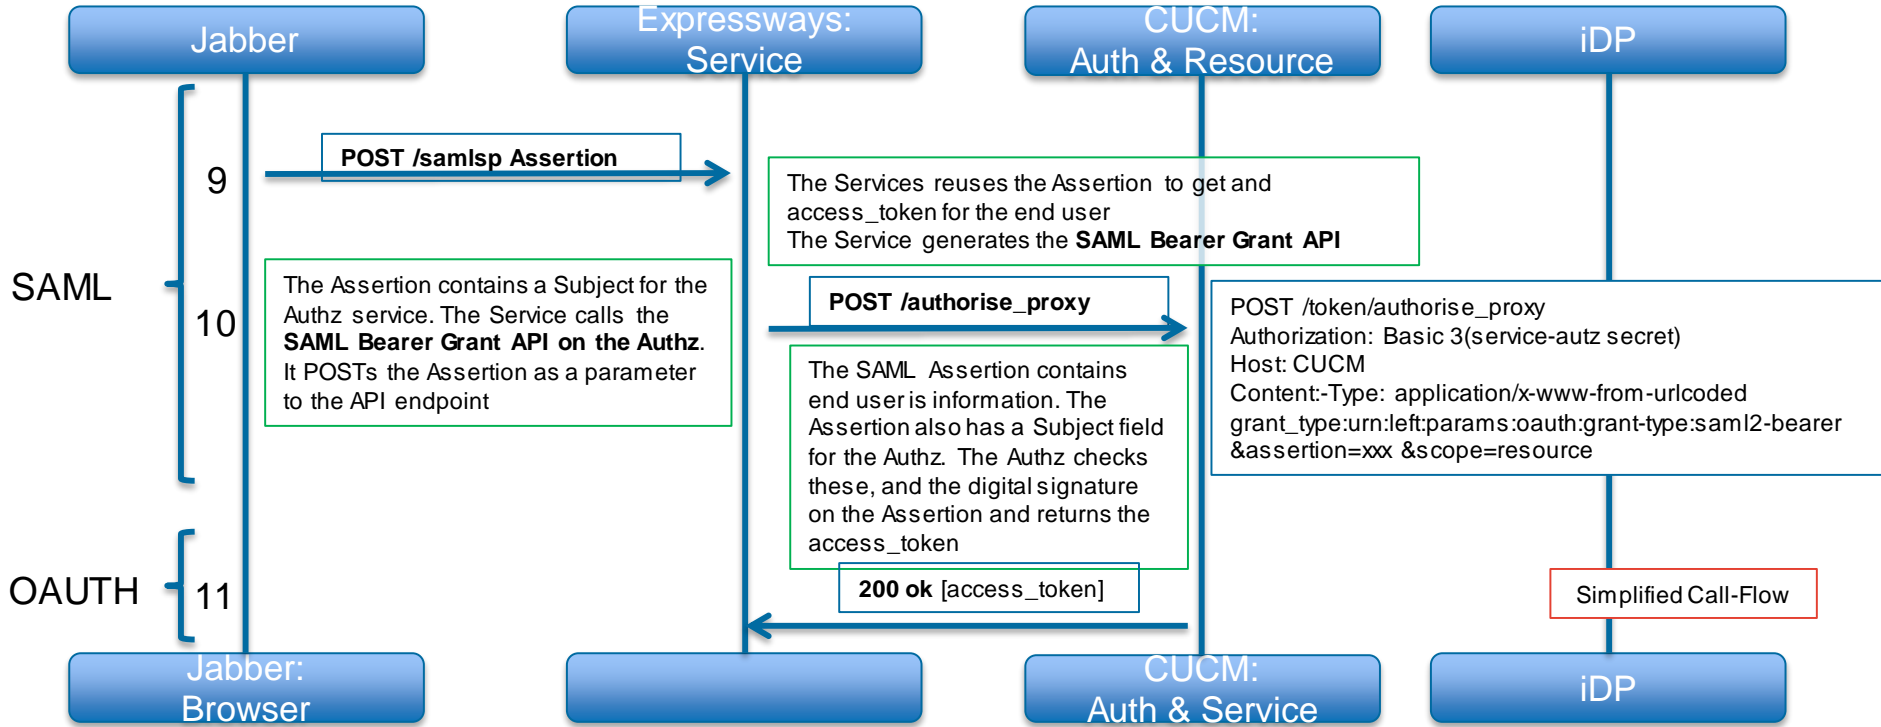 Jabber
Expressways:
Service
CUCM:
Auth & Resource
iDP
POST /samlsp Assertion
9
The Services reuses the Assertion to get and
access_token for the end user
The Service generates the SAML Bearer Grant API
SAML
10
The Assertion contains a Subject for the
Authz service. The Service calls the
SAML Bearer Grant API on the Authz.
It POSTs the Assertion as a parameter
to the API endpoint
POST /authorise_proxy
POST /token/authorise_proxy
Authorization: Basic 3(service-autz secret)
Host: CUCM
Content:-Type: application/x-www-from-urlcoded
grant_type:urn:left:params:oauth:grant-type:saml2-bearer
&assertion=xxx &scope=resource
The SAML Assertion contains
end user is information. The
Assertion also has a Subject field
for the Authz. The Authz checks
these, and the digital signature
on the Assertion and returns the
access_token
OAUTH
11
200 ok [access_token]
Simplified Call-Flow
Jabber:
Browser
CUCM:
Auth & Service
iDP